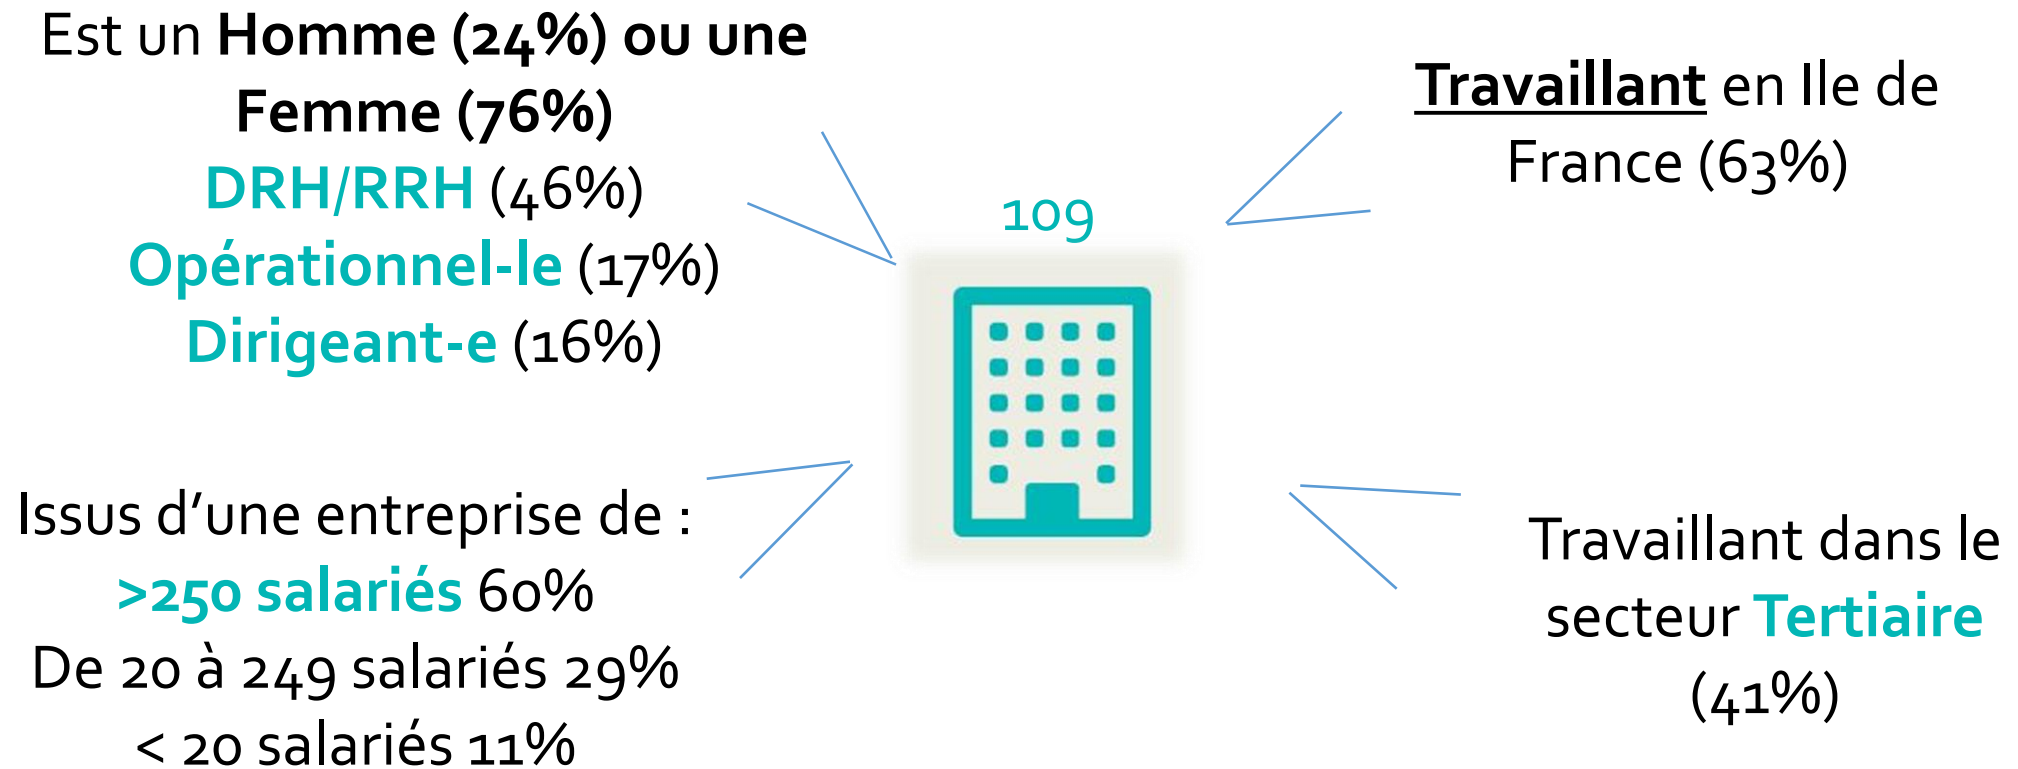 Est un Homme (24%) ou une
Femme (76%)
DRH/RRH (46%)
Opérationnel-le (17%)
Dirigeant-e (16%)
Travaillant en Ile de
France (63%)
109
Issus d’une entreprise de :
>250 salariés 60%
De 20 à 249 salariés 29%
< 20 salariés 11%
Travaillant dans le
secteur Tertiaire
(41%)